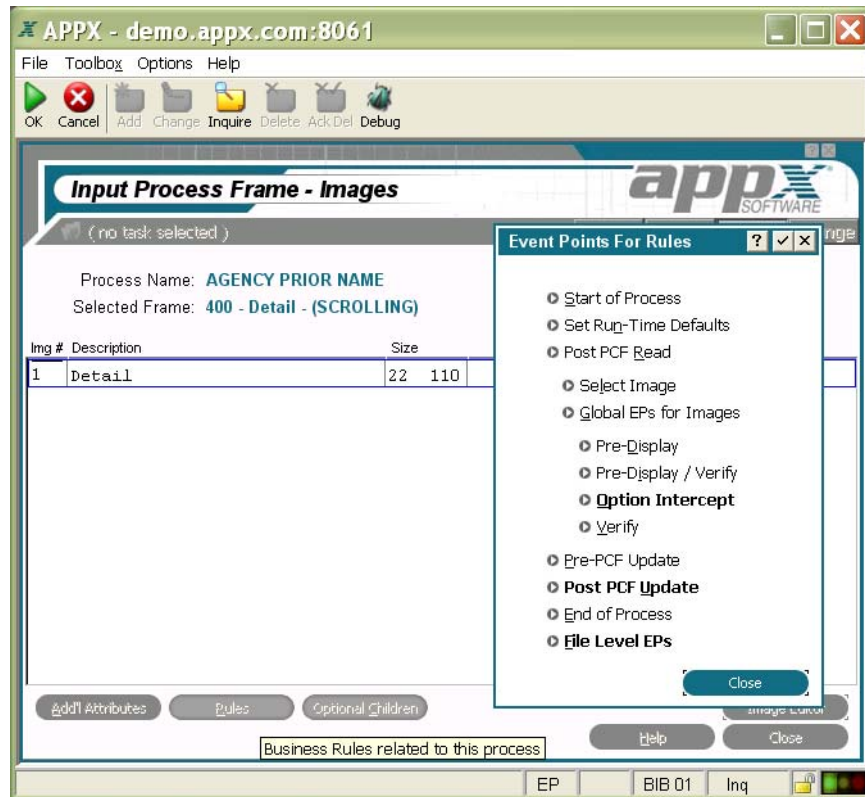 APPX - demo.appx.com:8061
File Toolbox Options Help
OK Cancel Add Change Inquire Delete Ack Del Debug
Input Process Frame - Images
appx SOFTWARE
( no task selected )
nge
Event Points For Rules
Process Name: AGENCY PRIOR NAME
Selected Frame: 400 - Detail - (SCROLLING)
Img # Description Size
1 Detail 22 110
Start of Process
Set Run-Time Defaults
Post PCF Read
Select Image
Global EPs for Images
Pre-Display
Pre-Display / Verify
Option Intercept
Verify
Pre-PCF Update
Post PCF Update
End of Process
File Level EPs
Close
Add'l Attributes Rules Optional Children Image Editor
Business Rules related to this process
Help Close
EP BIB 01 Inq